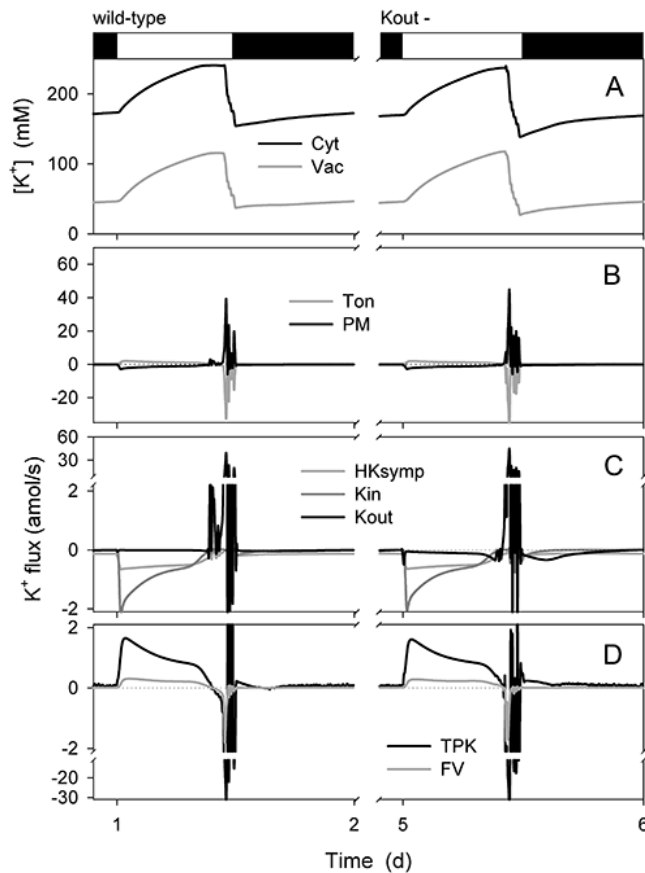 wild-type
Kout -
A
[K⁺] (mM)
200
100
0
Cyt
Vac
B
60
40
20
0
-20
Ton
PM
C
60
30
2
0
-2
HKsymp
Kin
Kout
K⁺ flux (amol/s)
D
2
0
-2
-20
-30
TPK
FV
1
2
5
6
Time (d)